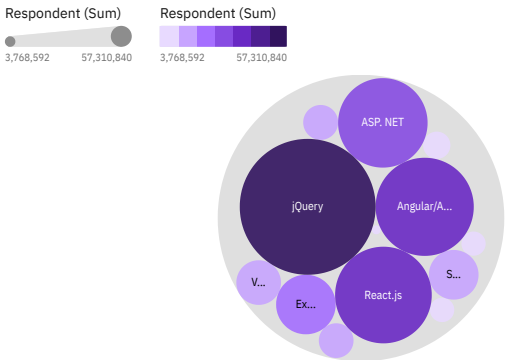 Respondent (Sum)
3,768,592 57,310,840
Respondent (Sum)
3,768,592 57,310,840
ASP. NET
jQuery
Angular/A...
V...
Ex...
React.js
S...